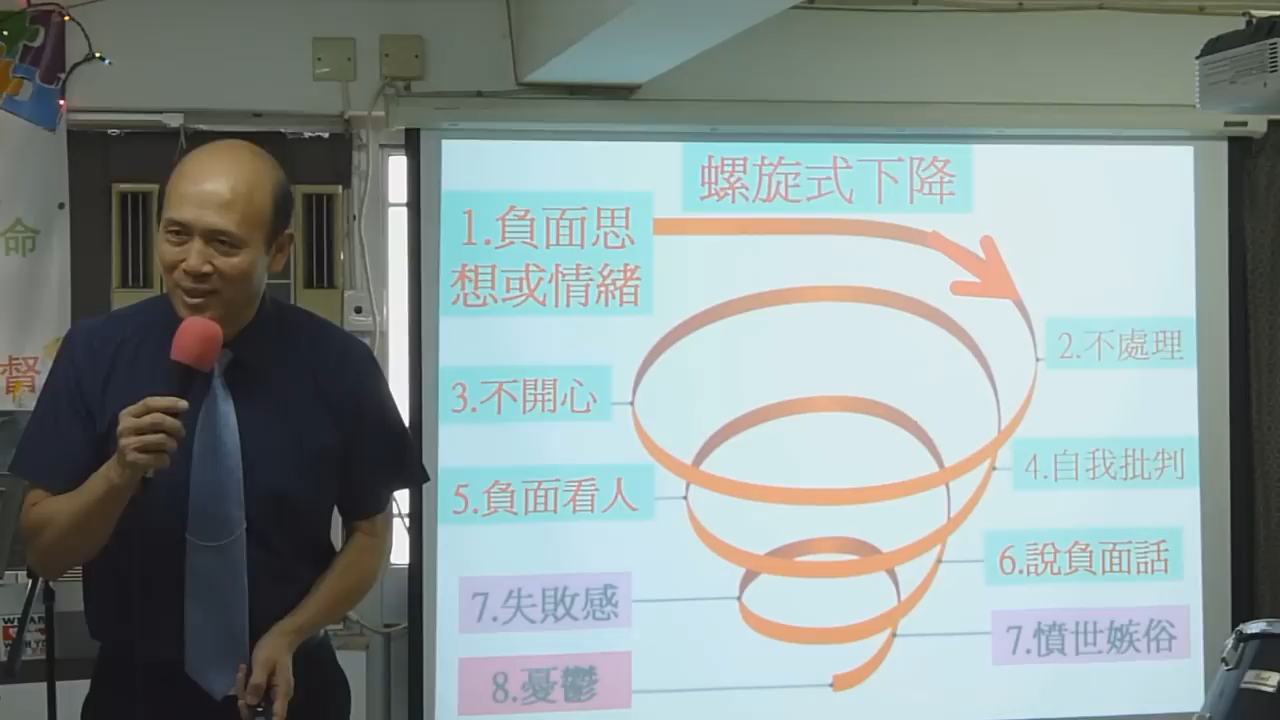 螺旋式下降
1.負面思
想或情緒
2.不處理
3.不開心
4.自我批判
5.負面看人
6.說負面話
7.失敗感
7.憤世嫉俗
8.憂鬱
命
督